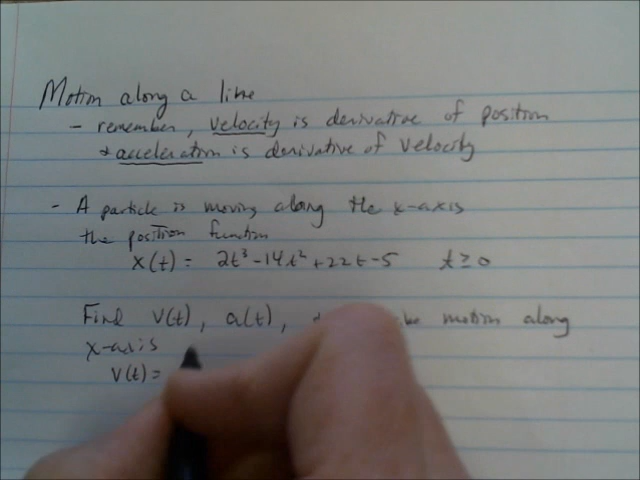 Motion along a line
- remember, velocity is derivative of position
+ acceleration is derivative of velocity
- A particle is moving along the x-axis
the position function
x(t) = 2t³-14t²+22t-5 t≥0
Find v(t), a(t), motion along
x-axis
v(t)=